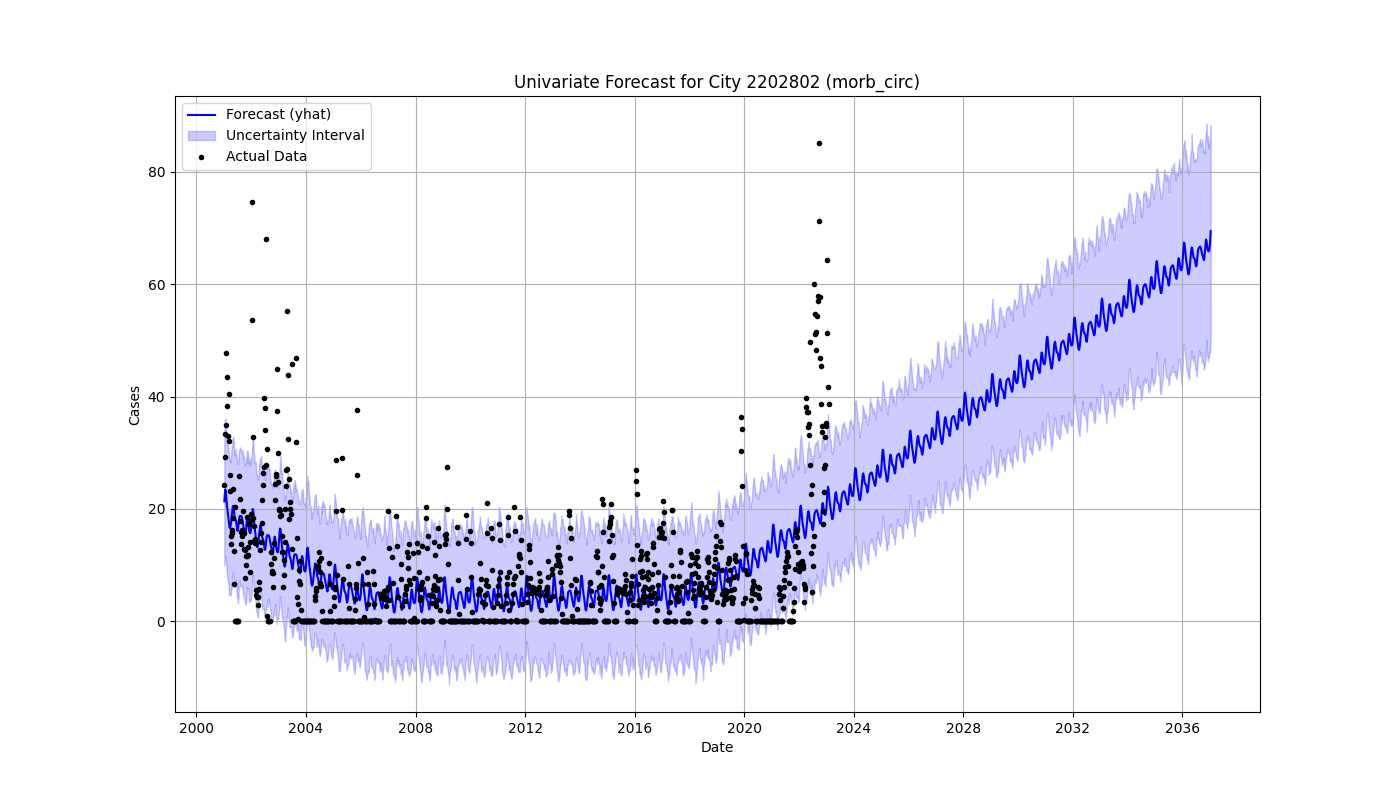 Univariate Forecast for City 2202802 (morb_circ)
Forecast (yhat)
Uncertainty Interval
Actual Data
80
60
40
20
0
Cases
2000 2004 2008 2012 2016 2020 2024 2028 2032 2036
Date